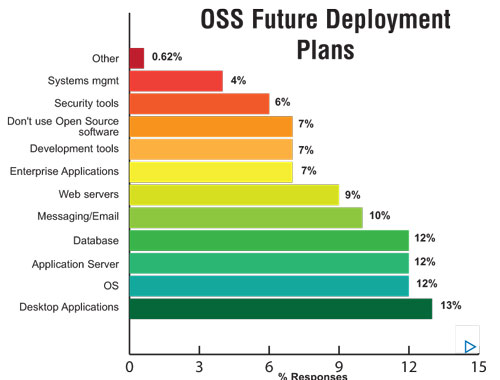 OSS Future Deployment
Plans
Other 0.62%
Systems mgmt 4%
Security tools 6%
Don't use Open Source
software 7%
Development tools 7%
Enterprise Applications 7%
Web servers 9%
Messaging/Email 10%
Database 12%
Application Server 12%
OS 12%
Desktop Applications 13%
0 3 6 9 12 15
% Responses